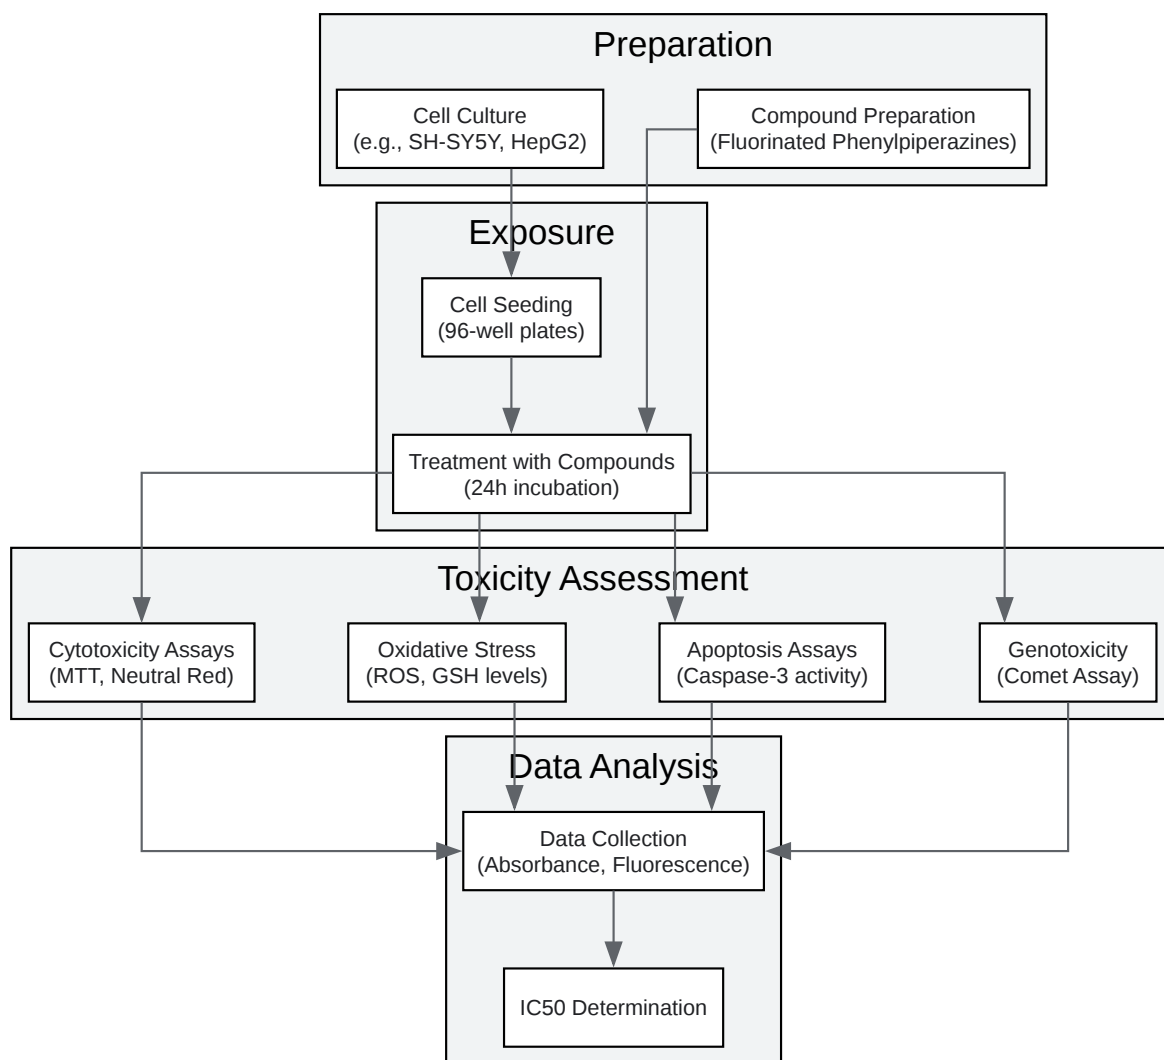 Preparation
Cell Culture
(e.g., SH-SY5Y, HepG2)
Compound Preparation
(Fluorinated Phenylpiperazines)
Exposure
Cell Seeding
(96-well plates)
Treatment with Compounds
(24h incubation)
Toxicity Assessment
Cytotoxicity Assays
(MTT, Neutral Red)
Oxidative Stress
(ROS, GSH levels)
Apoptosis Assays
(Caspase-3 activity)
Genotoxicity
(Comet Assay)
Data Analysis
Data Collection
(Absorbance, Fluorescence)
IC50 Determination